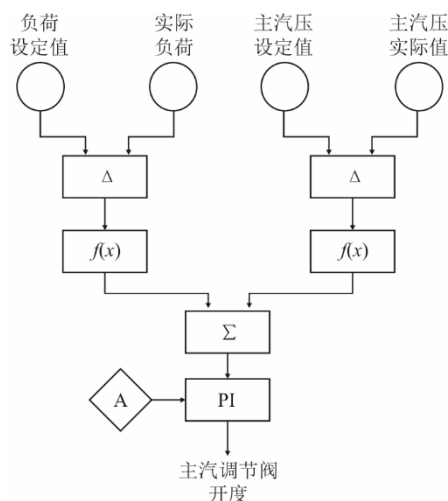 负荷
设定值
实际
负荷
主汽压
设定值
主汽压
实际值
Δ
Δ
f(x)
f(x)
Σ
A
PI
主汽调节阀
开度